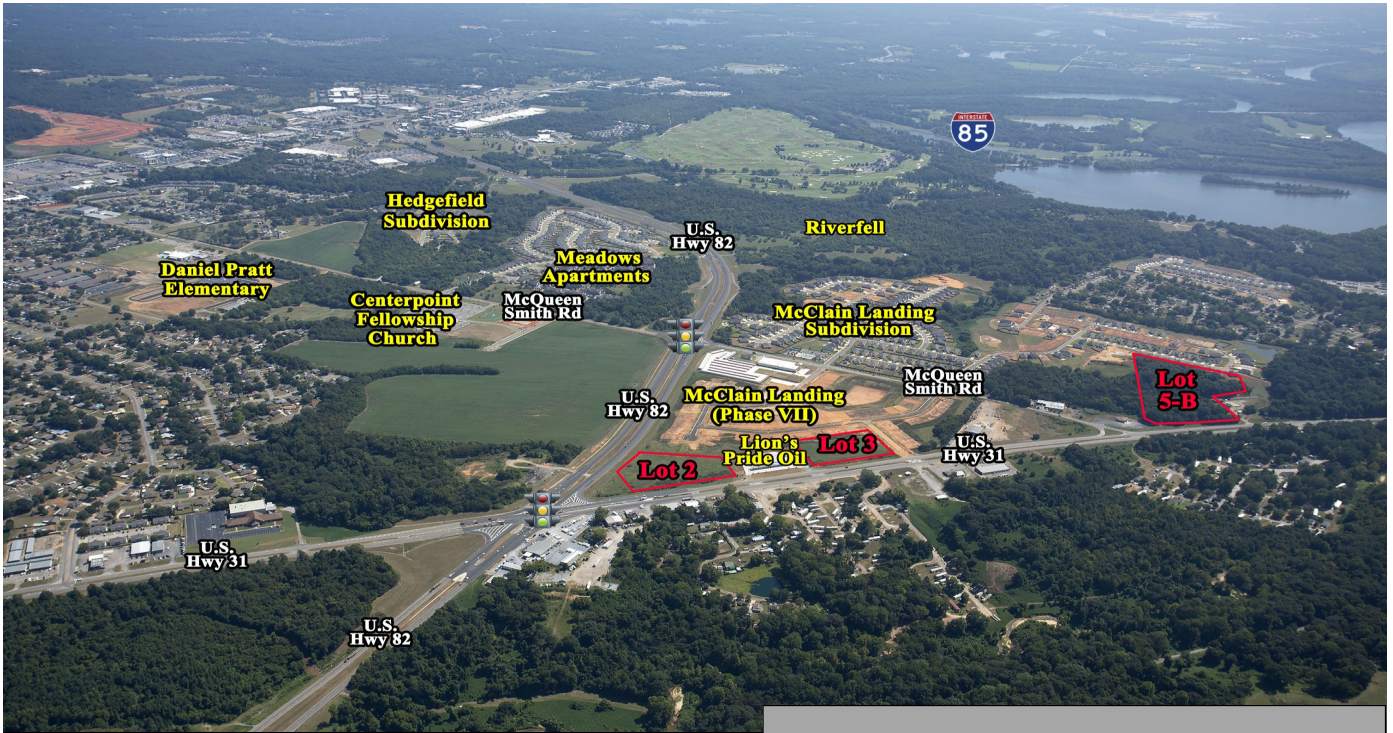 INTERSTATE
85
Hedgefield
Subdivision
U.S.
Hwy 82
Riverfell
Meadows
Apartments
Daniel Pratt
Elementary
Centerpoint
Fellowship
Church
McQueen
Smith Rd
McClain Landing
Subdivision
McQueen
Smith Rd
Lot
5-B
U.S.
Hwy 82
McClain Landing
(Phase VII)
Lion's
Pride Oil
Lot 3
U.S.
Hwy 31
Lot 2
U.S.
Hwy 31
U.S.
Hwy 82